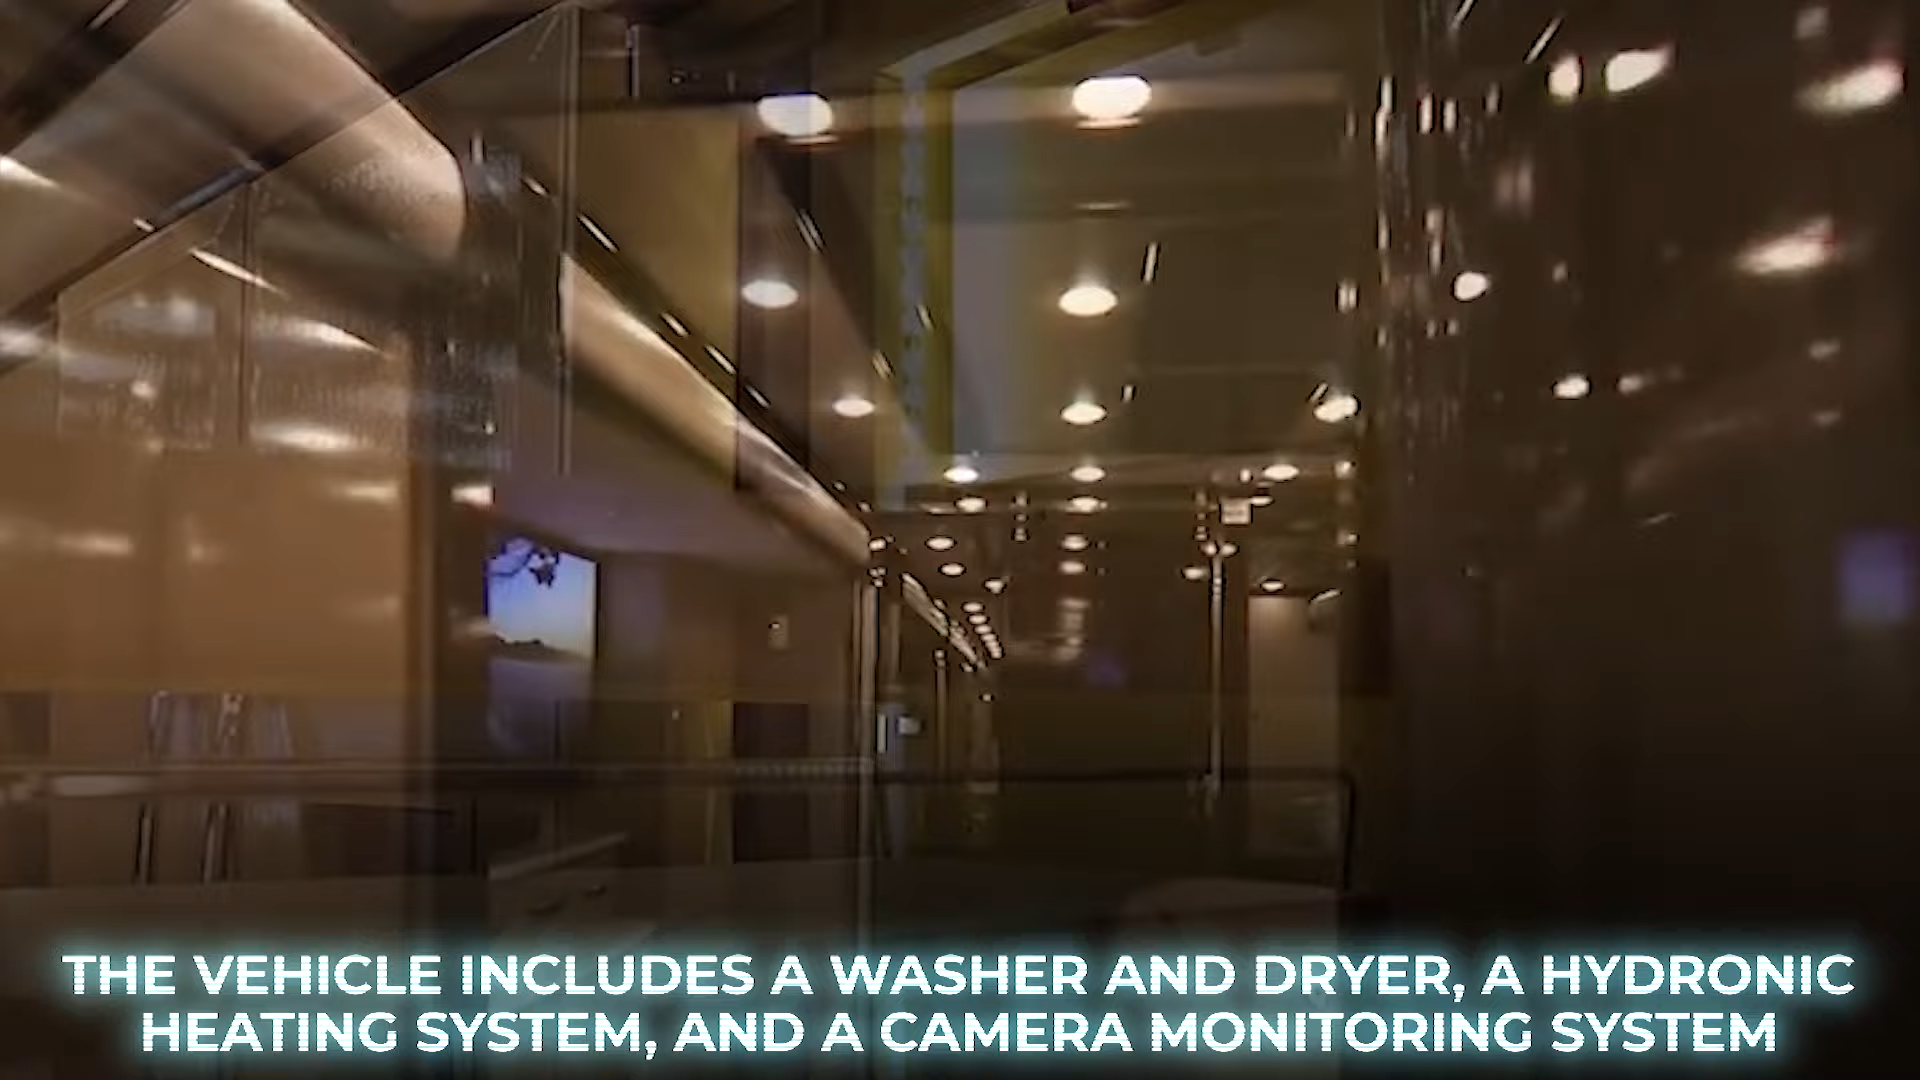 THE VEHICLE INCLUDES A WASHER AND DRYER, A HYDRONIC
HEATING SYSTEM, AND A CAMERA MONITORING SYSTEM